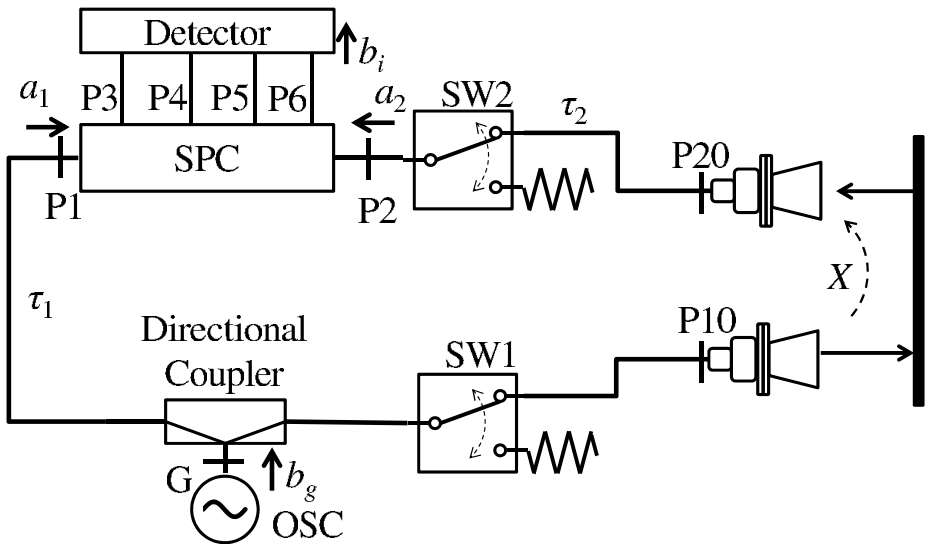 Detector
b_i
a_1
P3
P4
P5
P6
a_2
SW2
τ_2
SPC
P20
P1
P2
X
τ_1
Directional
Coupler
SW1
P10
G
b_g
OSC